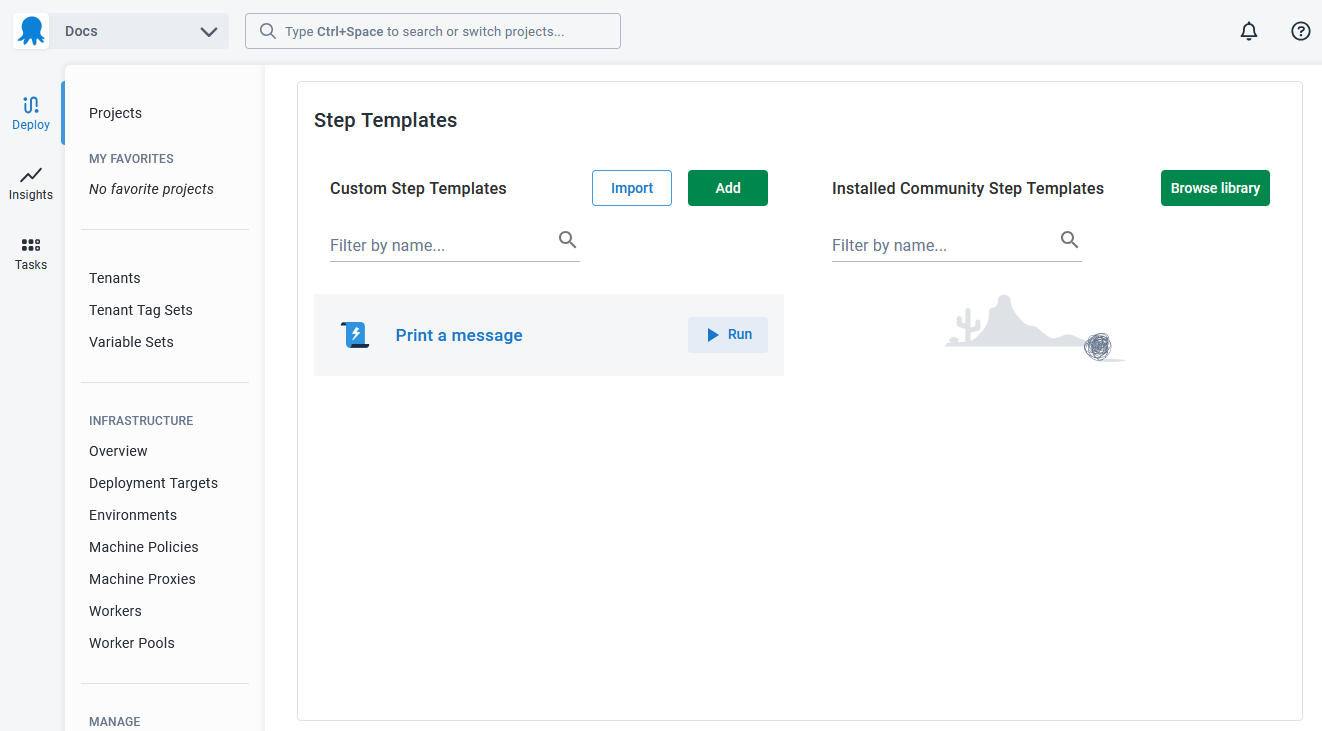 Docs
Type Ctrl+Space to search or switch projects...
Deploy
Insights
Tasks
Projects
MY FAVORITES
No favorite projects
Tenants
Tenant Tag Sets
Variable Sets
INFRASTRUCTURE
Overview
Deployment Targets
Environments
Machine Policies
Machine Proxies
Workers
Worker Pools
MANAGE
Step Templates
Custom Step Templates
Import
Add
Filter by name...
Print a message
Run
Installed Community Step Templates
Browse library
Filter by name...